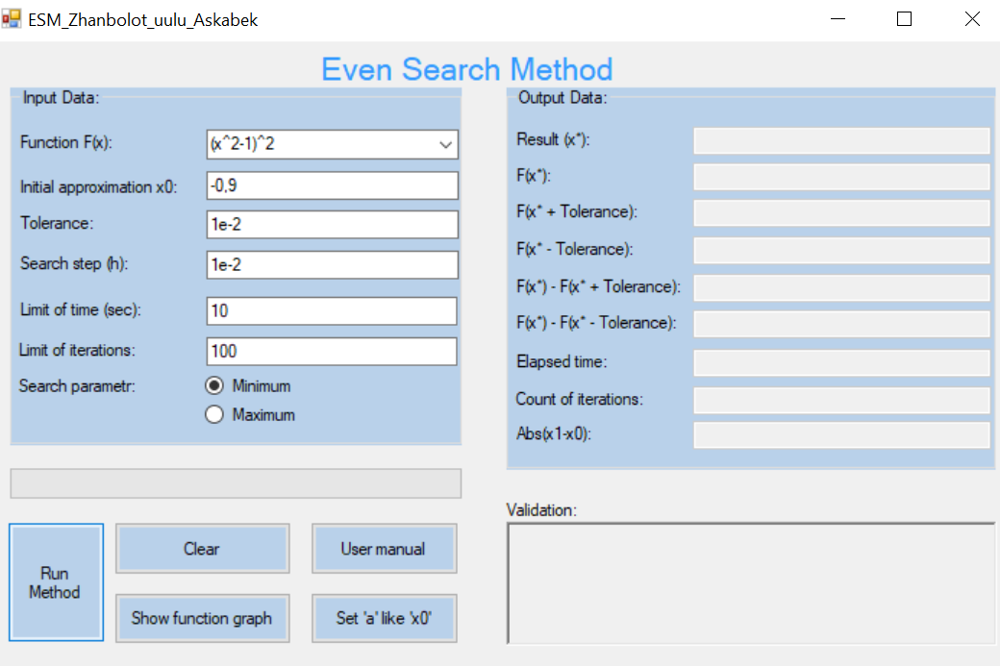 ESM_Zhanbolot_uulu_Askabek
Even Search Method
Input Data:
Function F(x):
(x^2-1)^2
Initial approximation x0:
-0,9
Tolerance:
1e-2
Search step (h):
1e-2
Limit of time (sec):
10
Limit of iterations:
100
Search parametr:
Minimum
Maximum
Output Data:
Result (x*):
F(x*):
F(x* + Tolerance):
F(x* - Tolerance):
F(x*) - F(x* + Tolerance):
F(x*) - F(x* - Tolerance):
Elapsed time:
Count of iterations:
Abs(x1-x0):
Run
Method
Clear
User manual
Show function graph
Set 'a' like 'x0'
Validation: